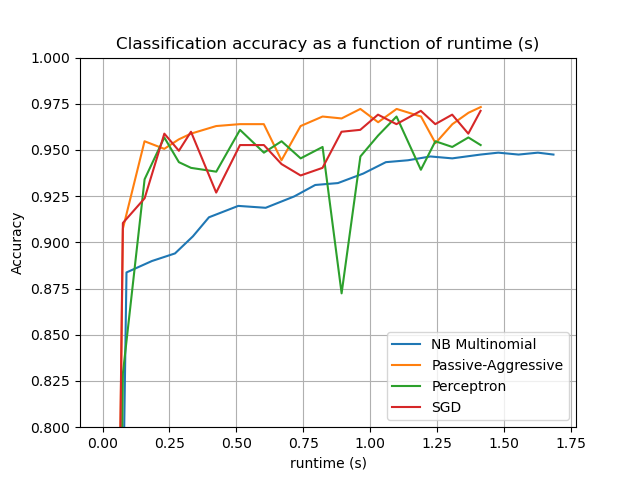 Classification accuracy as a function of runtime (s)
1.000
0.975
0.950
0.925
0.900
0.875
0.850
0.825
0.800
Accuracy
NB Multinomial
Passive-Aggressive
Perceptron
SGD
0.00 0.25 0.50 0.75 1.00 1.25 1.50 1.75
runtime (s)